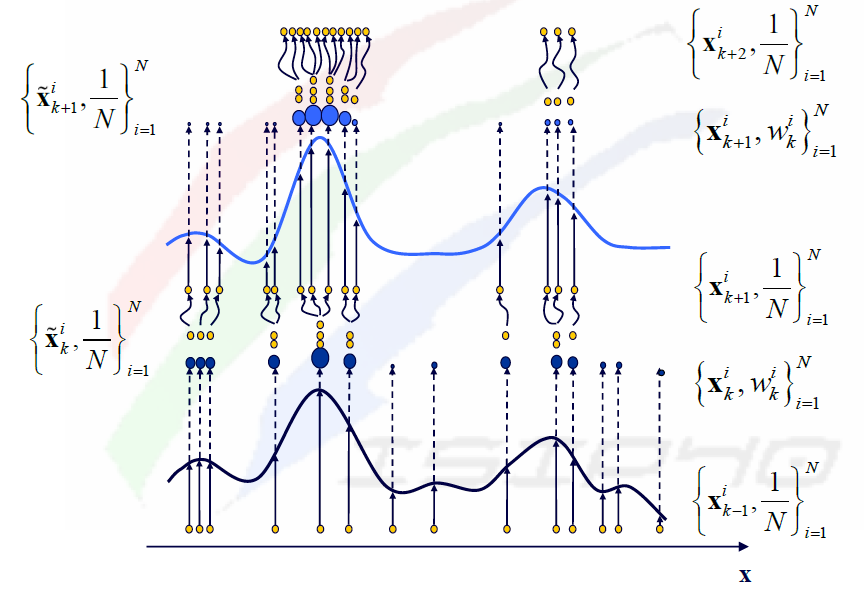 {x^i_{k+2}, 1/N}^N_{i=1}
{x̃^i_{k+1}, 1/N}^N_{i=1}
{x^i_{k+1}, w^i_k}^N_{i=1}
{x^i_{k+1}, 1/N}^N_{i=1}
{x̃^i_k, 1/N}^N_{i=1}
{x^i_k, w^i_k}^N_{i=1}
{x^i_{k-1}, 1/N}^N_{i=1}
x